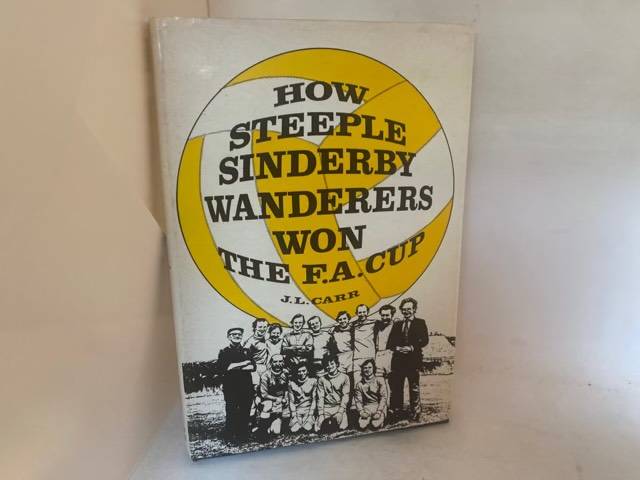 HOW
STEEPLE
SINDERBY
WANDERERS
WON
THE F.A. CUP
J.L. CARR